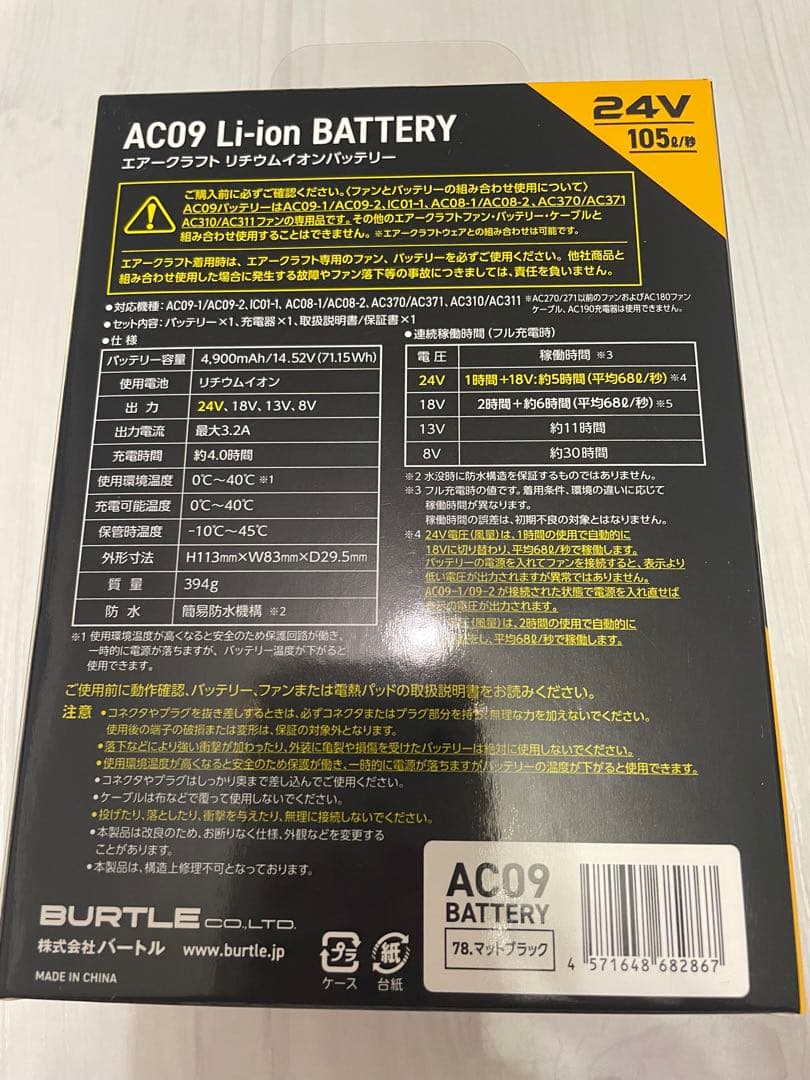 AC09 Li-ion BATTERY
エアークラフト リチウムイオンバッテリー
24V
105ℓ/秒
ご購入前に必ずご確認ください。〈ファンとバッテリーの組み合わせ使用について〉
AC09バッテリーはAC09-1/AC09-2、IC01-1、AC08-1/AC08-2、AC370/AC371
AC310/AC311ファンの専用品です。その他のエアークラフトファン・バッテリー・ケーブルと
組み合わせ使用することはできません。※エアークラフトウェアとの組み合わせは可能です。
エアークラフト着用時は、エアークラフト専用のファン、バッテリーを必ずご使用ください。他社商品と
組み合わせ使用した場合に発生する故障やファン落下等の事故につきましては、責任を負いません。
●対応機種：AC09-1/AC09-2、IC01-1、AC08-1/AC08-2、AC370/AC371、AC310/AC311 ※AC270/271以前のファンおよびAC180ファン
ケーブル、AC190充電器は使用できません。
●セット内容：バッテリー×1、充電器×1、取扱説明書/保証書×1
●仕様
バッテリー容量 4,900mAh/14.52V(71.15Wh)
使用電池 リチウムイオン
出力 24V、18V、13V、8V
出力電流 最大3.2A
充電時間 約4.0時間
使用環境温度 0℃～40℃ ※1
充電可能温度 0℃～40℃
保管時温度 -10℃～45℃
外形寸法 H113mm×W83mm×D29.5mm
質量 394g
防水 簡易防水機構 ※2
※1 使用環境温度が高くなると安全のため保護回路が働き、
一時的に電源が落ちますが、バッテリー温度が下がると
使用できます。
●連続稼働時間（フル充電時）
電圧 稼働時間 ※3
24V 1時間＋18V：約5時間（平均68ℓ/秒）※4
18V 2時間＋約6時間（平均68ℓ/秒）※5
13V 約11時間
8V 約30時間
※2 水没時に防水構造を保証するものではありません。
※3 フル充電時の値です。着用条件、環境の違いに応じて
稼働時間が異なります。
稼働時間の誤差は、初期不良の対象とはなりません。
※4 24V電圧（風量）は、1時間の使用で自動的に
18Vに切り替わり、平均68ℓ/秒で稼働します。
バッテリーの電源を入れてファンを接続すると、表示より
低い電圧が出力されますが異常ではありません。
AC09-1/09-2 が接続された状態で電源を入れ直せば
表示の電圧が出力されます。
（風量）は、2時間の使用で自動的に
をし、平均68ℓ/秒で稼働します。
ご使用前に動作確認、バッテリー、ファンまたは電熱パッドの取扱説明書をお読みください。
注意 ●コネクタやプラグを抜き差しするときは、必ずコネクタまたはプラグ部分を持ち、無理な力を加えないでください。
使用後の端子の破損または変形は、保証の対象外となります。
●落下などにより強い衝撃が加わったり、外装に亀裂や損傷を受けたバッテリーは絶対に使用しないでください。
●使用環境温度が高くなると安全のため保護が働き、一時的に電源が落ちますがバッテリーの温度が下がると使用できます。
●コネクタやプラグはしっかり奥まで差し込んでご使用ください。
●ケーブルは布などで覆って使用しないでください。
●投げたり、落としたり、衝撃を与えたり、無理に接続しないでください。
●本製品は改良のため、お断りなく仕様、外観などを変更する
ことがあります。
●本製品は、構造上修理不可となっております。
BURTLE CO.,LTD.
株式会社バートル www.burtle.jp
MADE IN CHINA
プラ
ケース
紙
台紙
AC09
BATTERY
78.マットブラック
4 571648 682867